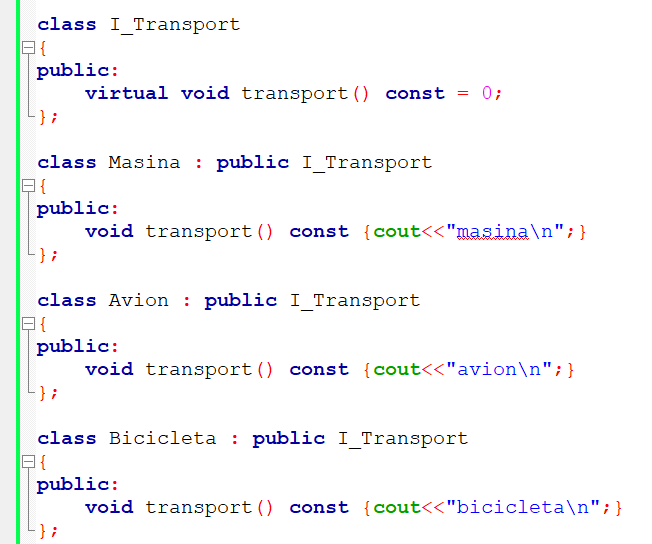 class I_Transport
{
public:
    virtual void transport() const = 0;
};

class Masina : public I_Transport
{
public:
    void transport() const {cout<<"masina\n";}
};

class Avion : public I_Transport
{
public:
    void transport() const {cout<<"avion\n";}
};

class Bicicleta : public I_Transport
{
public:
    void transport() const {cout<<"bicicleta\n";}
};